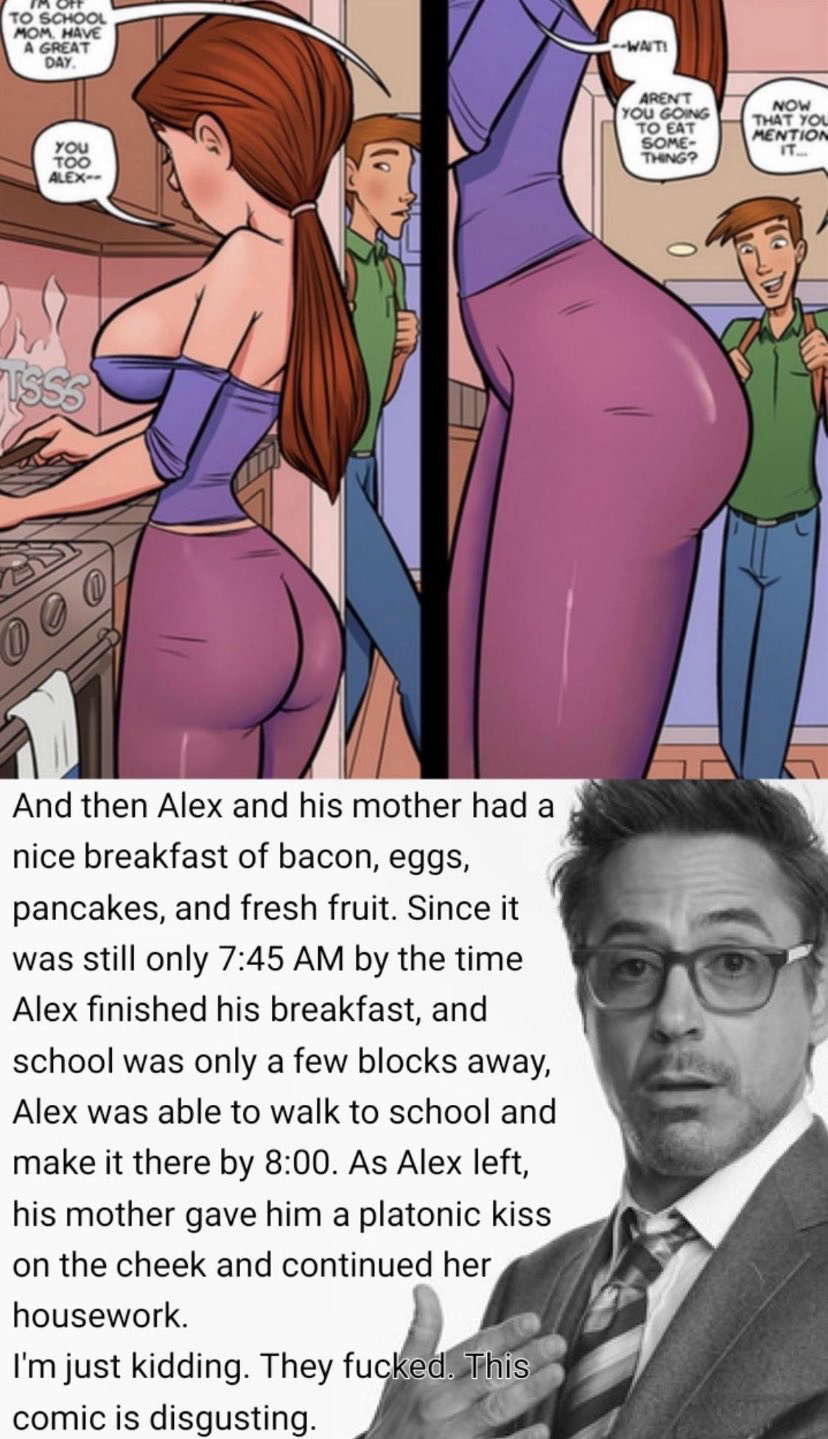 I'M OFF
TO SCHOOL
MOM. HAVE
A GREAT
DAY.
YOU
TOO
ALEX--
TSSS
--WAIT!
AREN'T
YOU GOING
TO EAT
SOME-
THING?
NOW
THAT YOU
MENTION
IT...
And then Alex and his mother had a
nice breakfast of bacon, eggs,
pancakes, and fresh fruit. Since it
was still only 7:45 AM by the time
Alex finished his breakfast, and
school was only a few blocks away,
Alex was able to walk to school and
make it there by 8:00. As Alex left,
his mother gave him a platonic kiss
on the cheek and continued her
housework.
I'm just kidding. They fucked. This
comic is disgusting.